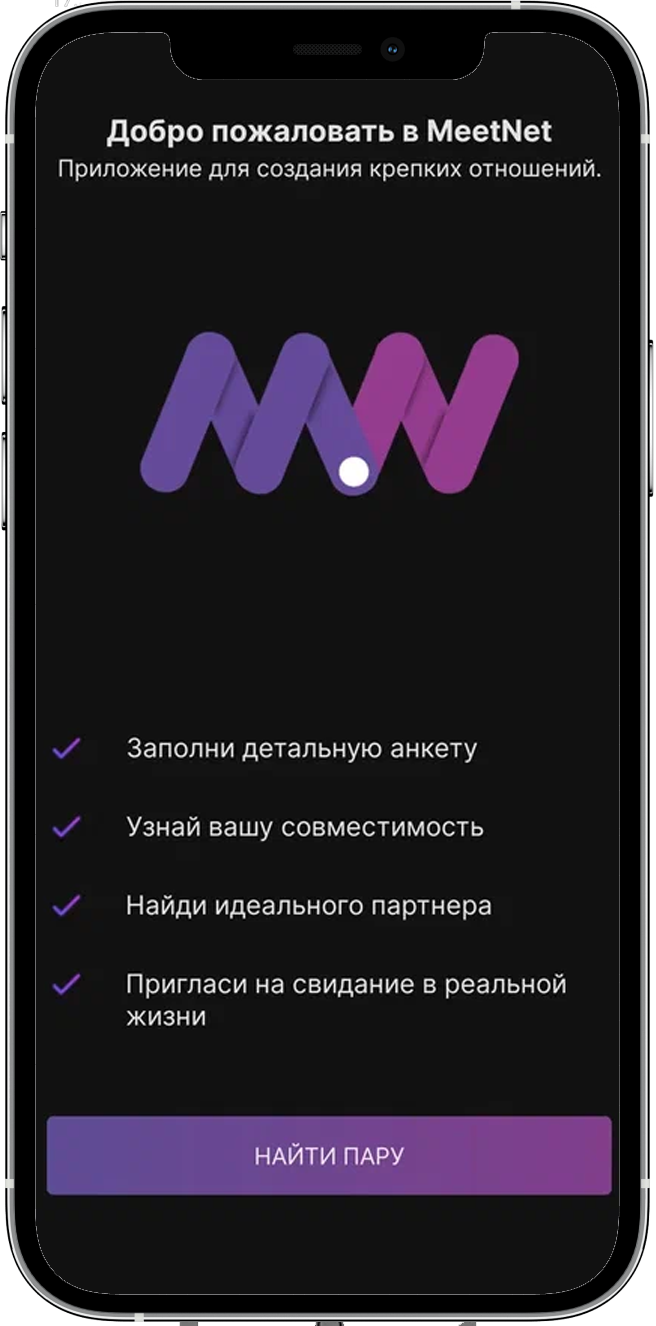 Добро пожаловать в MeetNet
Приложение для создания крепких отношений.
Заполни детальную анкету
Узнай вашу совместимость
Найди идеального партнера
Пригласи на свидание в реальной
жизни
НАЙТИ ПАРУ